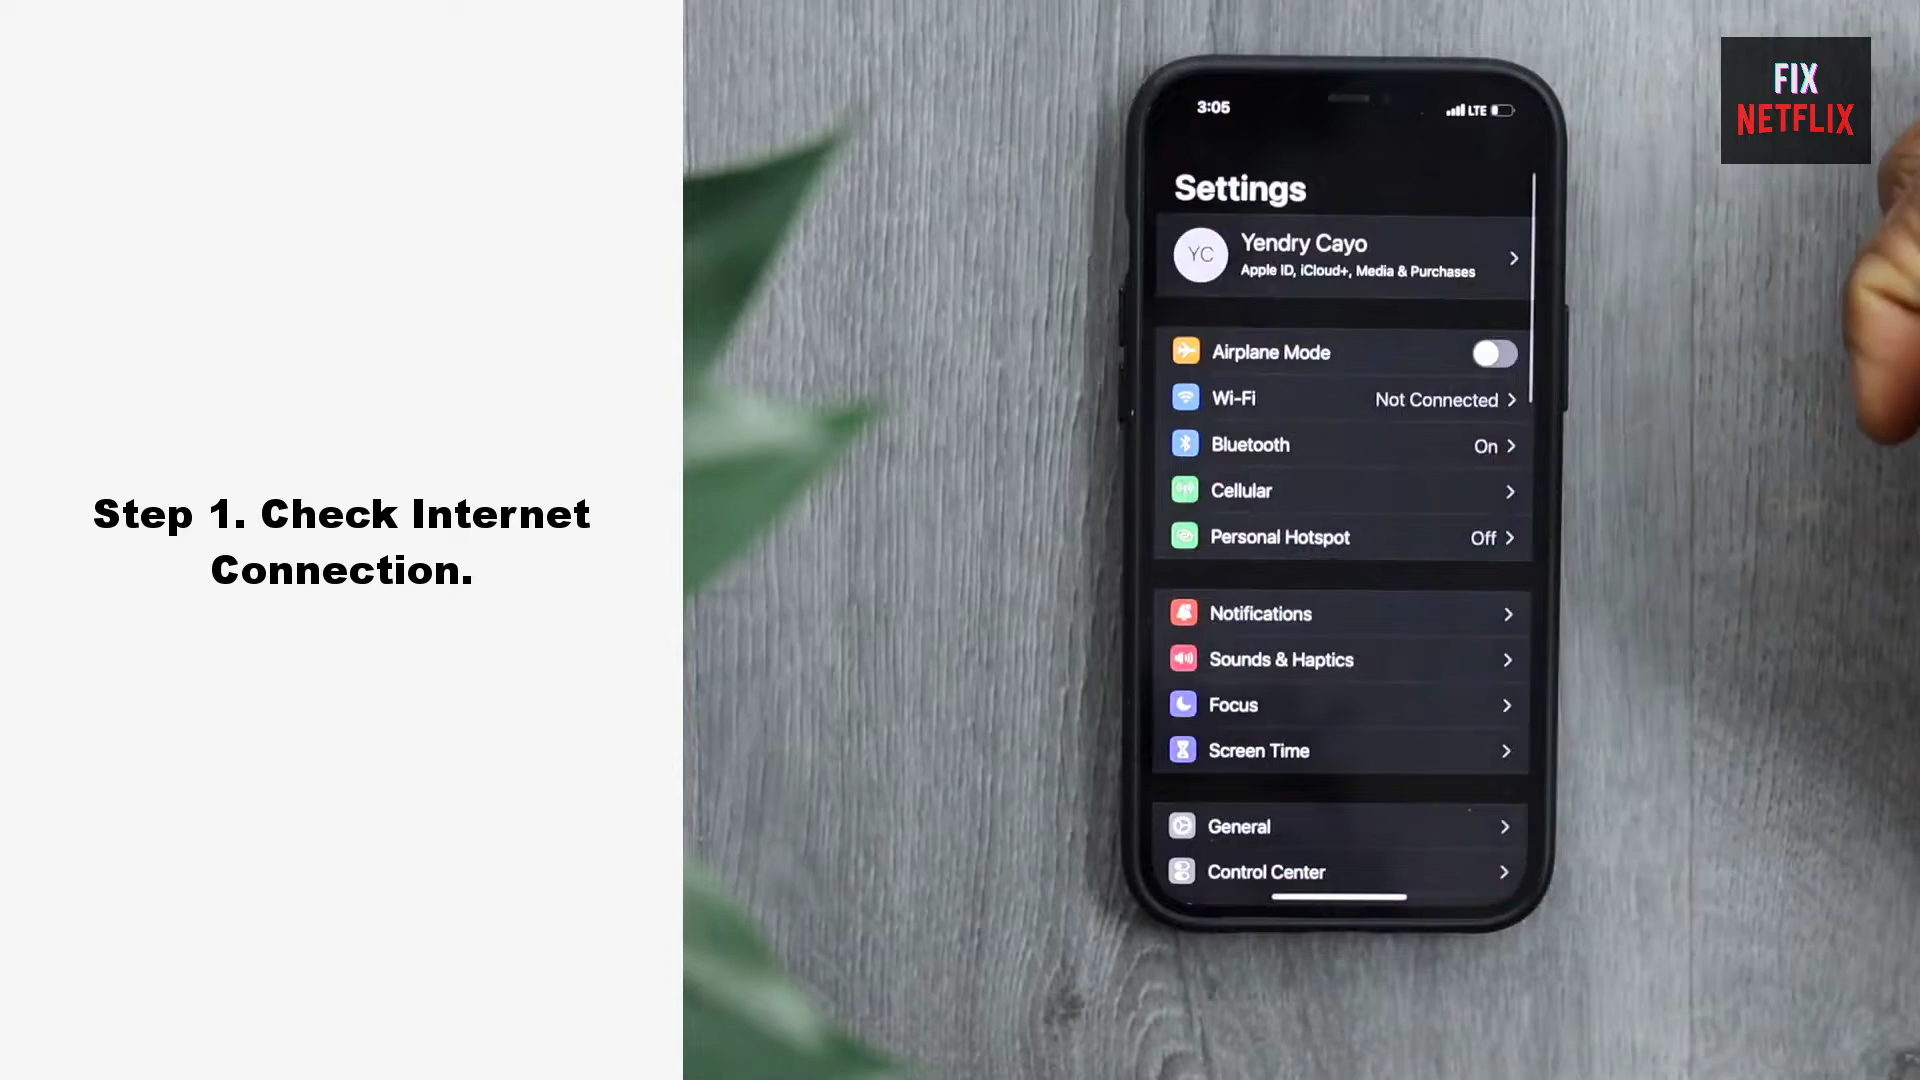 Step 1. Check Internet
Connection.
FIX
NETFLIX
3:05
LTE
Settings
YC
Yendry Cayo
Apple ID, iCloud+, Media & Purchases
Airplane Mode
Wi-Fi Not Connected
Bluetooth On
Cellular
Personal Hotspot Off
Notifications
Sounds & Haptics
Focus
Screen Time
General
Control Center